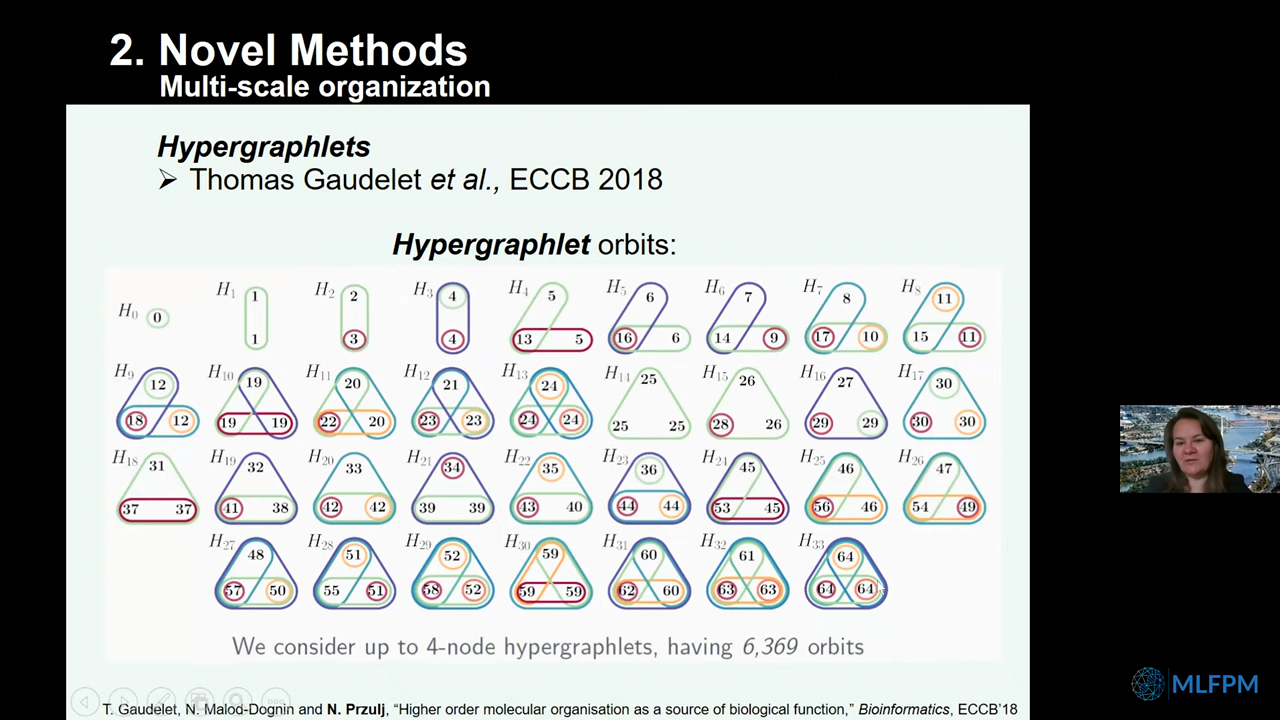 2. Novel Methods
Multi-scale organization
Hypergraphlets
➢ Thomas Gaudelet et al., ECCB 2018
Hypergraphlet orbits:
H0 0
H1 1 1
H2 2 3
H3 4 4
H4 5 13 5
H5 6 16 6
H6 7 14 9
H7 8 17 10
H8 11 15 11
H9 12 18 12
H10 19 19 19
H11 20 22 20
H12 21 23 23
H13 24 24 24
H14 25 25 25
H15 26 28 26
H16 27 29 29
H17 30 30 30
H18 31 37 37
H19 32 41 38
H20 33 42 42
H21 34 39 39
H22 35 43 40
H23 36 44 44
H24 45 53 45
H25 46 56 46
H26 47 54 49
H27 48 57 50
H28 51 55 51
H29 52 58 52
H30 59 59 59
H31 60 62 60
H32 61 63 63
H33 64 64 64
We consider up to 4-node hypergraphlets, having 6,369 orbits
T. Gaudelet, N. Malod-Dognin and N. Przulj, “Higher order molecular organisation as a source of biological function,” Bioinformatics, ECCB’18
MLFPM